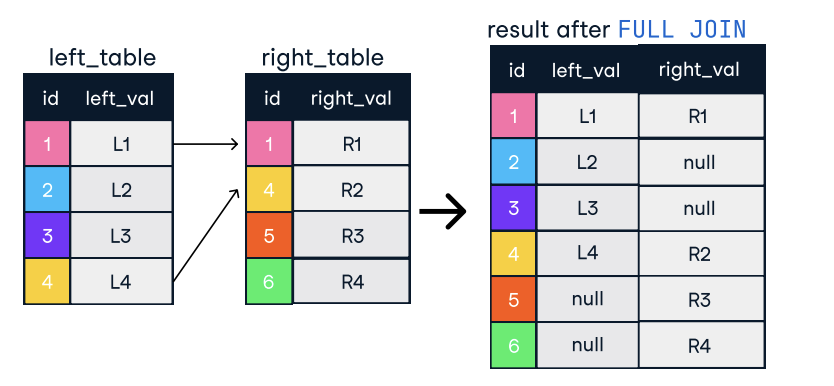 left_table
id left_val
1 L1
2 L2
3 L3
4 L4
right_table
id right_val
1 R1
4 R2
5 R3
6 R4
result after FULL JOIN
id left_val right_val
1 L1 R1
2 L2 null
3 L3 null
4 L4 R2
5 null R3
6 null R4